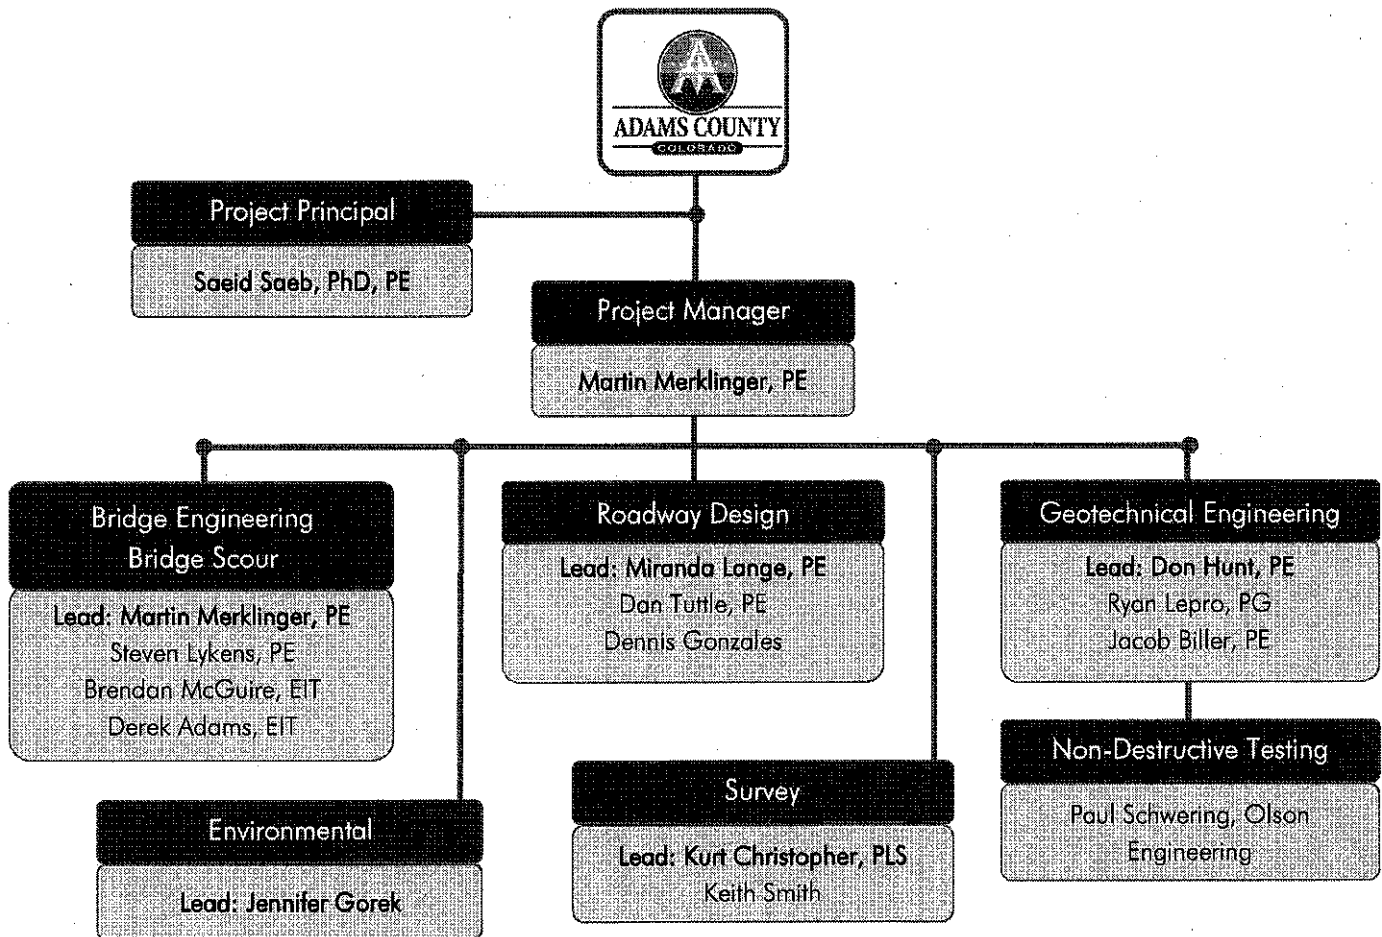 ADAMS COUNTY
COLORADO
Project Principal
Saeid Saeb, PhD, PE
Project Manager
Martin Merklinger, PE
Bridge Engineering
Bridge Scour
Lead: Martin Merklinger, PE
Steven Lykens, PE
Brendan McGuire, EIT
Derek Adams, EIT
Roadway Design
Lead: Miranda Lange, PE
Dan Tuttle, PE
Dennis Gonzales
Geotechnical Engineering
Lead: Don Hunt, PE
Ryan Lepro, PG
Jacob Biller, PE
Non-Destructive Testing
Paul Schwering, Olson
Engineering
Environmental
Lead: Jennifer Gorek
Survey
Lead: Kurt Christopher, PLS
Keith Smith